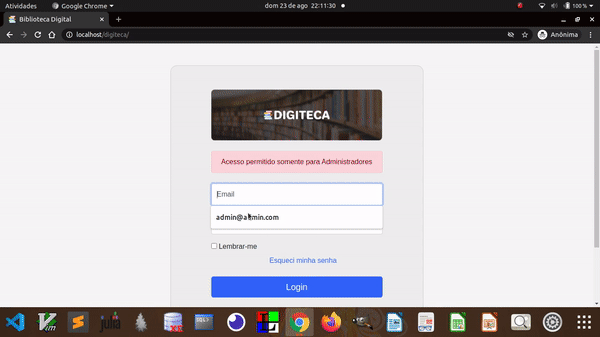 Atividades
Google Chrome
dom 23 de ago 22:11:30
100 %
Biblioteca Digital
localhost/digiteca/
Anônima
DIGITECA
Acesso permitido somente para Administradores
Email
admin@admin.com
Lembrar-me
Esqueci minha senha
Login
julia
SQL